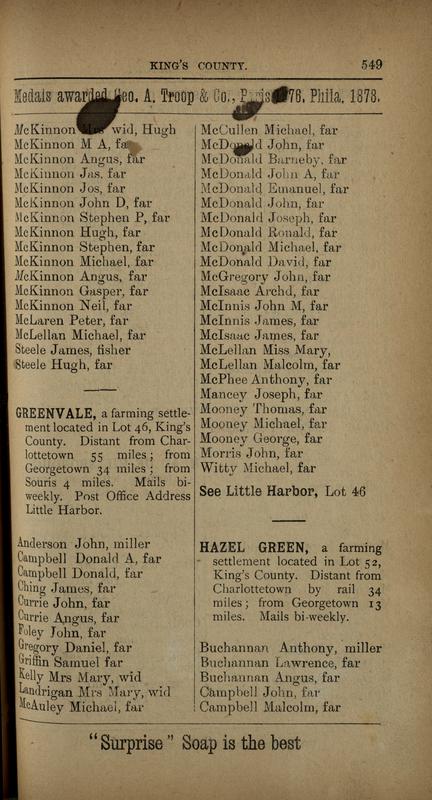 KING'S COUNTY. 549
Medals awarded Geo. A. Troop & Co., Paris 76, Phila. 1878.
McKinnon Mrs wid, Hugh
McKinnon M A, far
McKinnon Angus, far
McKinnon Jas. far
McKinnon Jos, far
McKinnon John D, far
McKinnon Stephen P, far
McKinnon Hugh, far
McKinnon Stephen, far
McKinnon Michael, far
McKinnon Angus, far
McKinnon Gasper, far
McKinnon Neil, far
McLaren Peter, far
McLellan Michael, far
Steele James, fisher
Steele Hugh, far
GREENVALE, a farming settle-
ment located in Lot 46, King's
County. Distant from Char-
lottetown 55 miles; from
Georgetown 34 miles; from
Souris 4 miles. Mails bi-
weekly. Post Office Address
Little Harbor.
Anderson John, miller
Campbell Donald A, far
Campbell Donald, far
Ching James, far
Currie John, far
Currie Angus, far
Foley John, far
Gregory Daniel, far
Griffin Samuel far
Kelly Mrs Mary, wid
Landrigan Mrs Mary, wid
McAuley Michael, far
McCullen Michael, far
McDonald John, far
McDonald Barneby, far
McDonald John A, far
McDonald Emanuel, far
McDonald John, far
McDonald Joseph, far
McDonald Ronald, far
McDonald Michael, far
McDonald David, far
McGregory John, far
McIsaac Archd, far
McInnis John M, far
McInnis James, far
McIsaac James, far
McLellan Miss Mary,
McLellan Malcolm, far
McPhee Anthony, far
Mancey Joseph, far
Mooney Thomas, far
Mooney Michael, far
Mooney George, far
Morris John, far
Witty Michael, far
See Little Harbor, Lot 46
HAZEL GREEN, a farming
settlement located in Lot 52,
King's County. Distant from
Charlottetown by rail 34
miles; from Georgetown 13
miles. Mails bi-weekly.
Buchannan Anthony, miller
Buchannan Lawrence, far
Buchannan Angus, far
Campbell John, far
Campbell Malcolm, far
"Surprise" Soap is the best